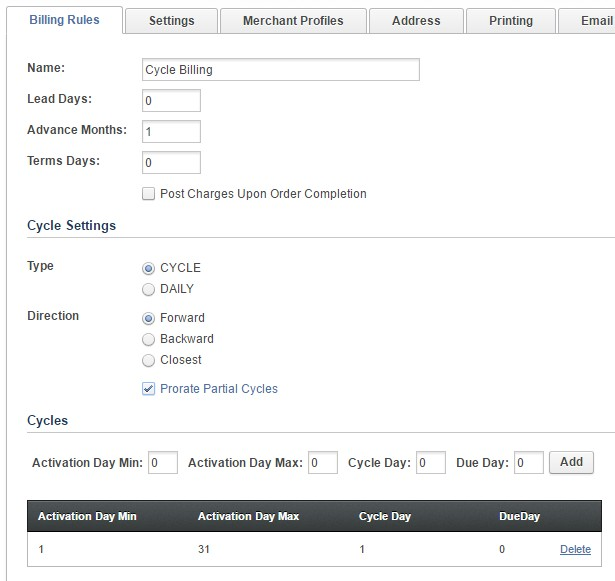 Billing Rules Settings Merchant Profiles Address Printing Email
Name: Cycle Billing
Lead Days: 0
Advance Months: 1
Terms Days: 0
Post Charges Upon Order Completion
Cycle Settings
Type CYCLE
DAILY
Direction Forward
Backward
Closest
Prorate Partial Cycles
Cycles
Activation Day Min: 0 Activation Day Max: 0 Cycle Day: 0 Due Day: 0 Add
Activation Day Min Activation Day Max Cycle Day DueDay
1 31 1 0 Delete